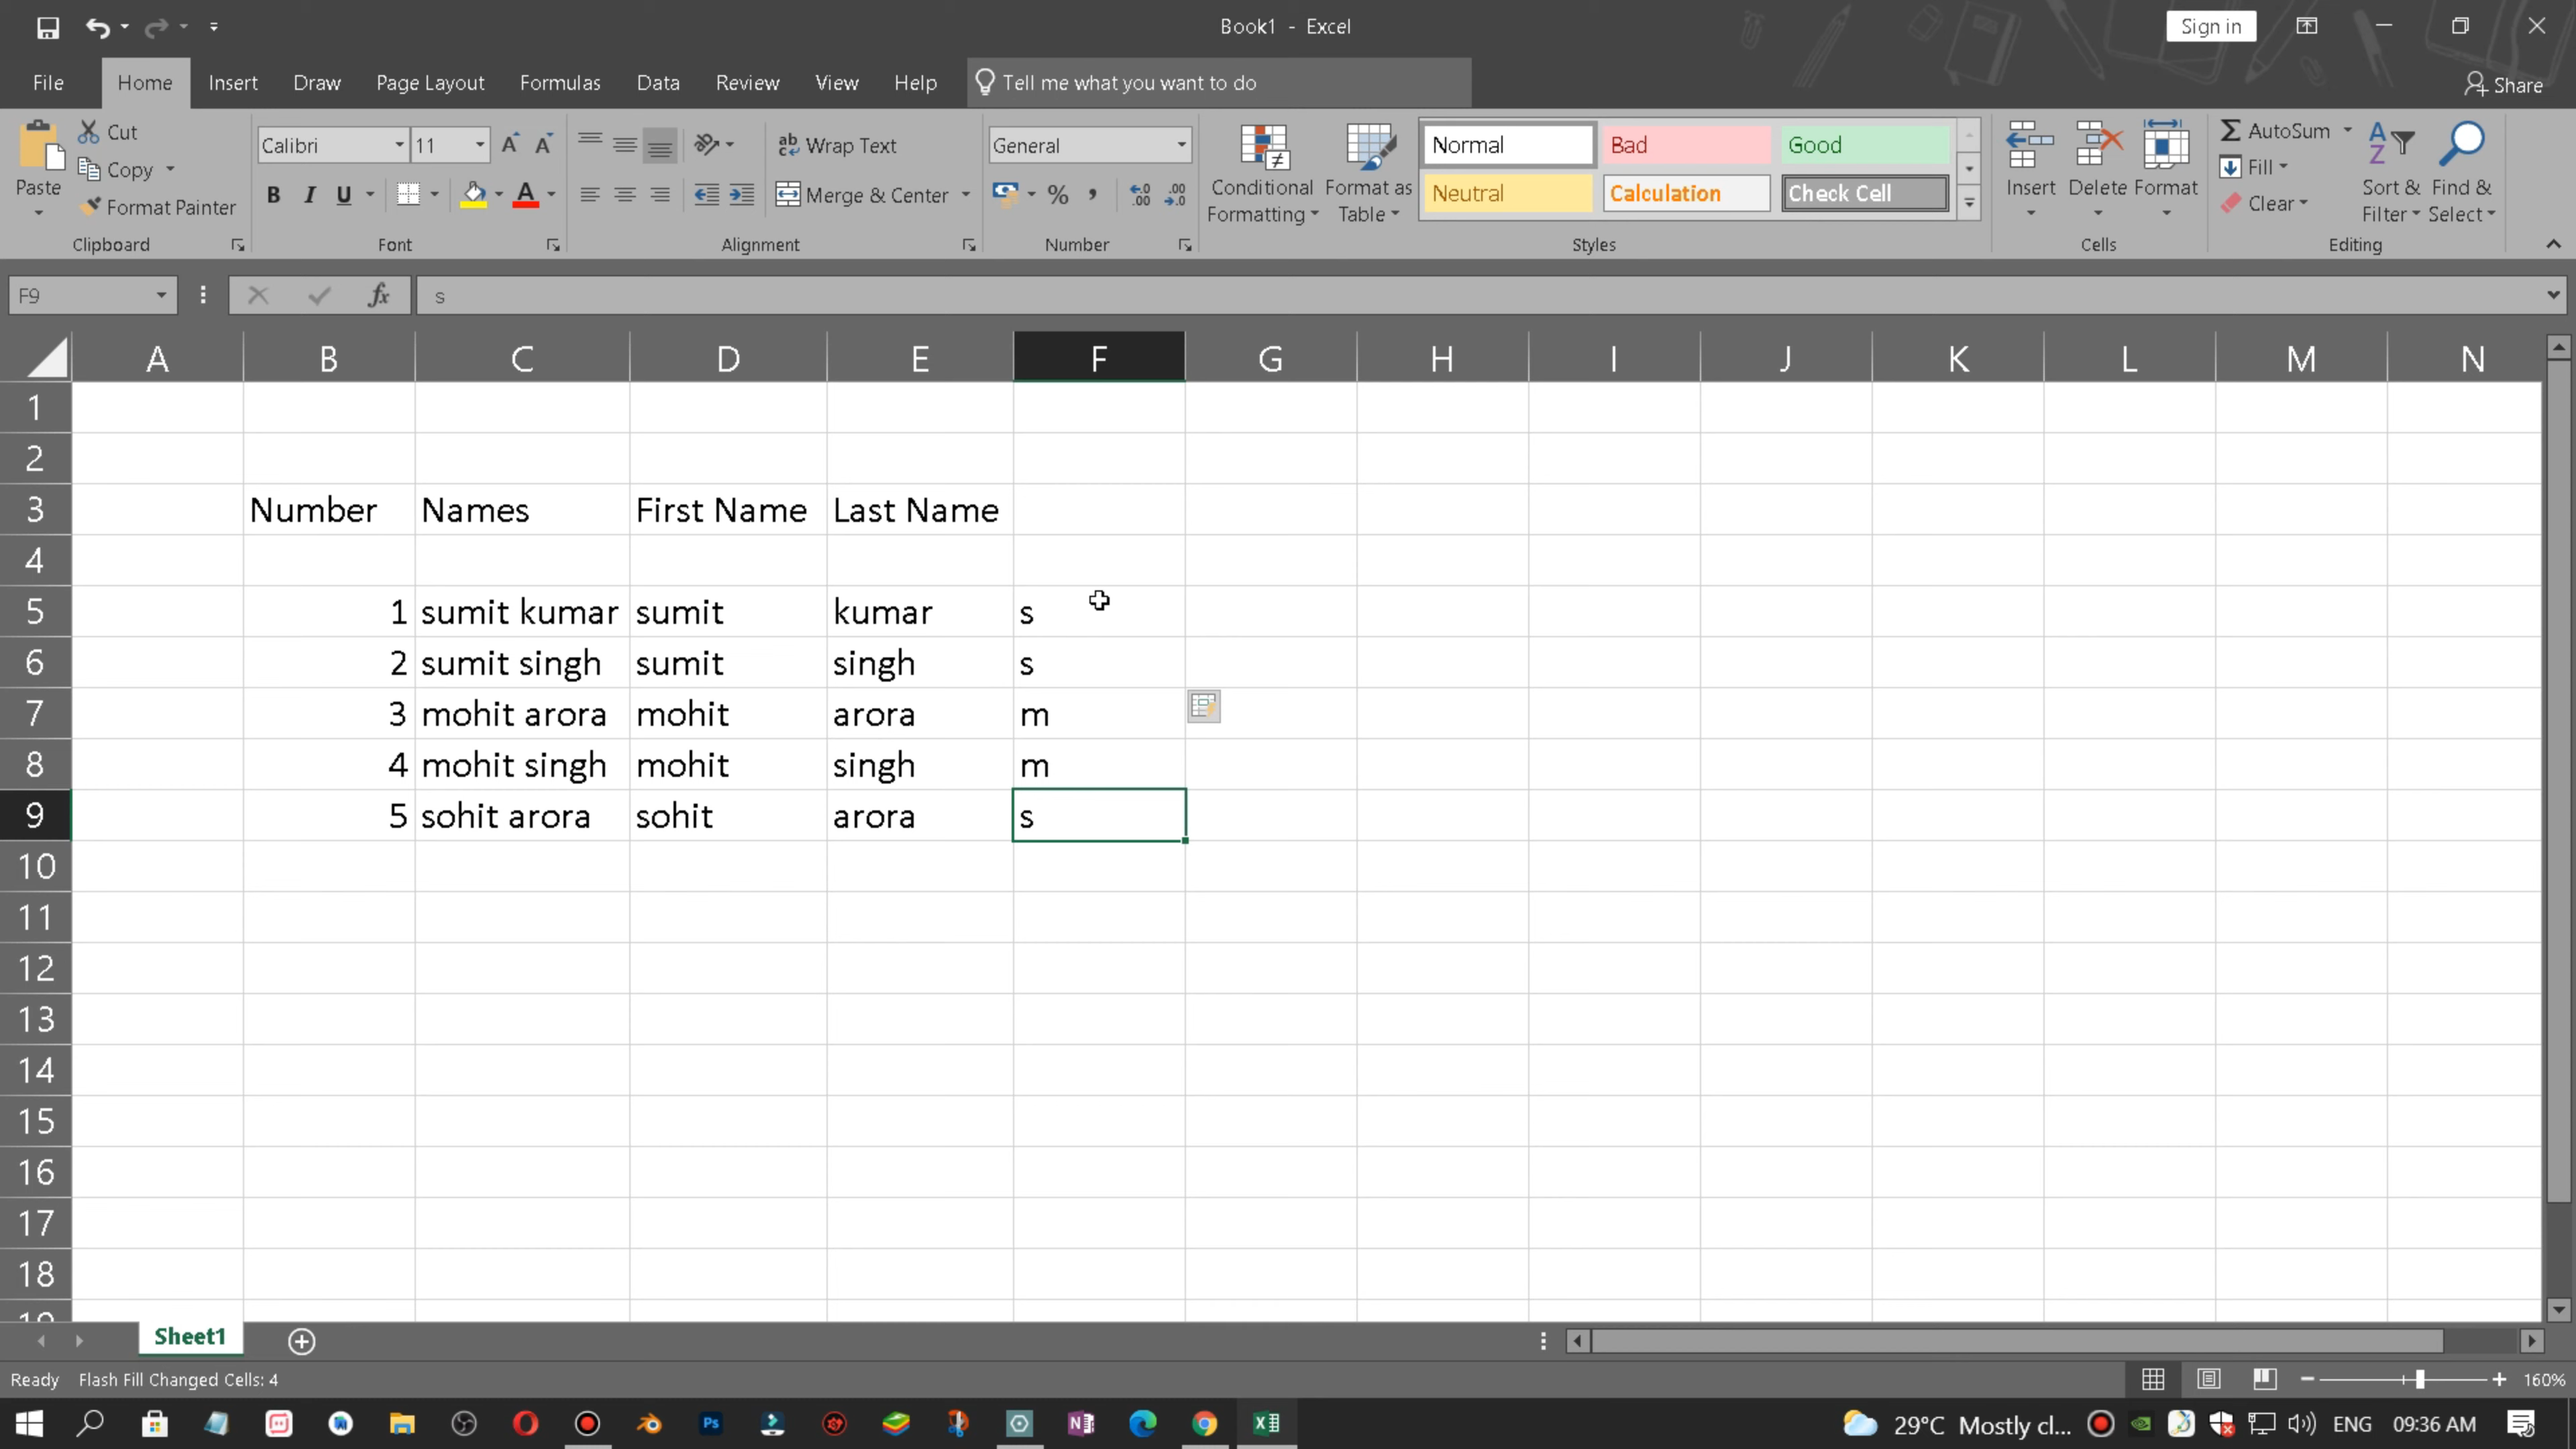 Book1 - Excel
Sign in
File Home Insert Draw Page Layout Formulas Data Review View Help Tell me what you want to do Share
Paste
Cut
Copy
Format Painter
Clipboard
Calibri 11
B I U
Font
ab Wrap Text
Merge & Center
Alignment
General
% ,
Number
Conditional Formatting
Format as Table
Normal Bad Good
Neutral Calculation Check Cell
Styles
Insert Delete Format
Cells
AutoSum
Fill
Clear
Sort & Filter
Find & Select
Editing
F9 fx s
A B C D E F G H I J K L M N
1
2
3 Number Names First Name Last Name
4
5 1 sumit kumar sumit kumar s
6 2 sumit singh sumit singh s
7 3 mohit arora mohit arora m
8 4 mohit singh mohit singh m
9 5 sohit arora sohit arora s
10
11
12
13
14
15
16
17
18
Sheet1
Ready Flash Fill Changed Cells: 4 160%
Ps 29°C Mostly cl... ENG 09:36 AM